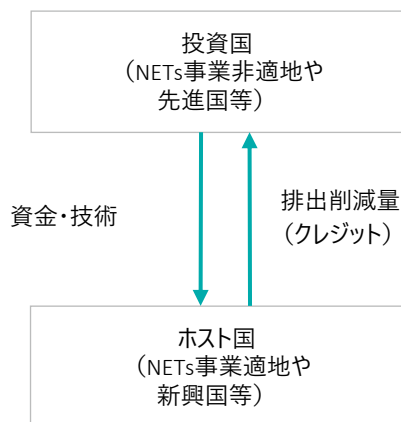 投資国
（NETs事業非適地や
先進国等）
資金・技術
排出削減量
（クレジット）
ホスト国
（NETs事業適地や
新興国等）